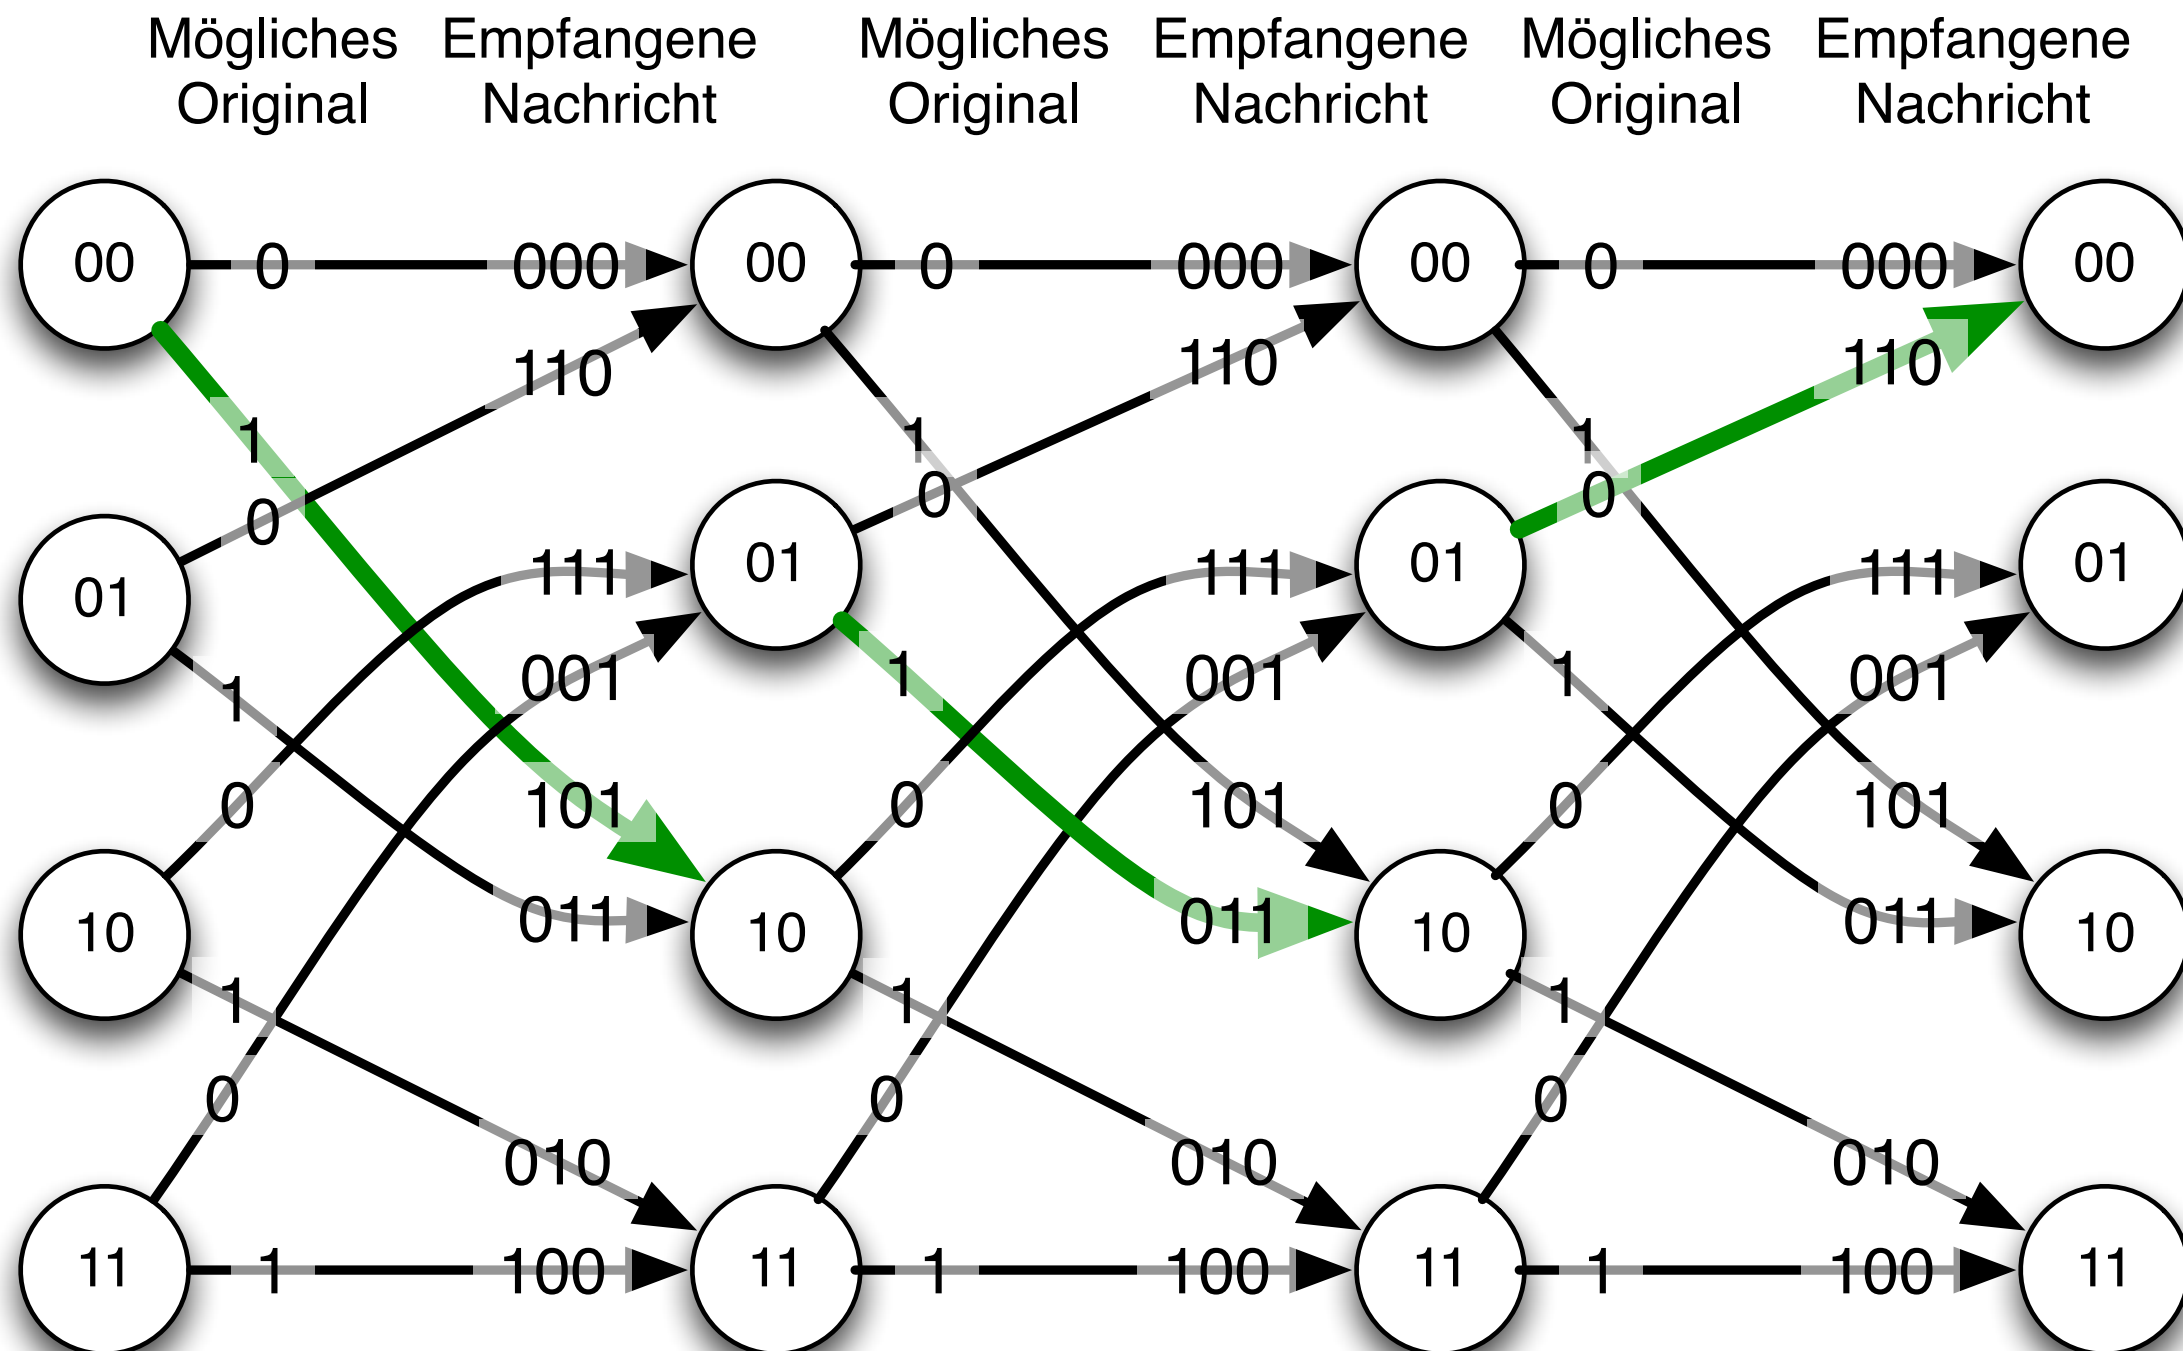 Mögliches Empfangene Mögliches Empfangene Mögliches Empfangene
Original Nachricht Original Nachricht Original Nachricht
00 0 000 00 0 000 00 0 000 00
110 110 110
1 1 1
0 0 0
01 111 01 111 01 111 01
1 001 1 001 1 001
0 101 0 101 0 101
10 011 10 011 10 011 10
1 1 1
0 0 0
010 010 010
11 1 100 11 1 100 11 1 100 11